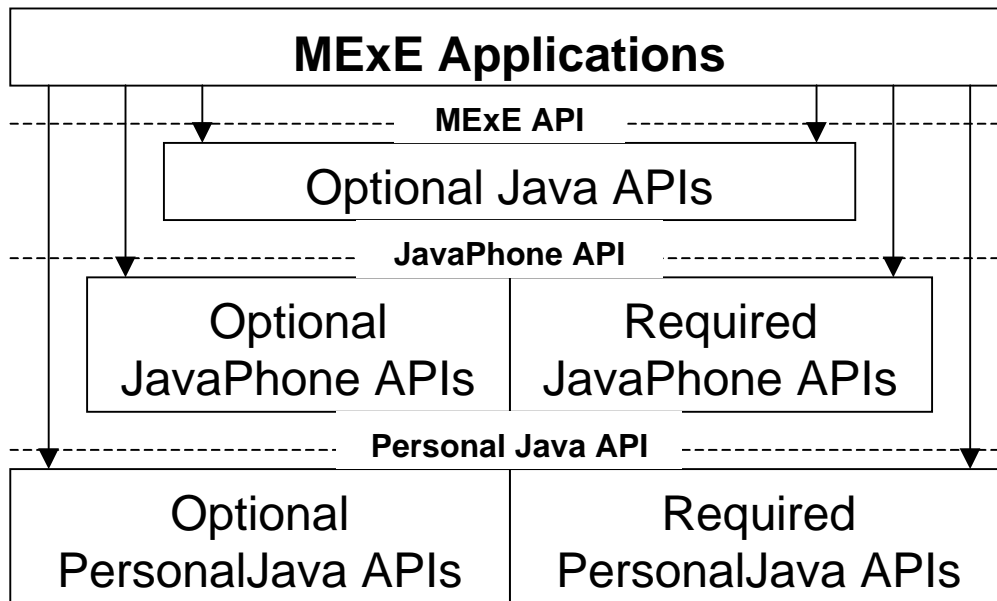 MExE Applications
MExE API
Optional Java APIs
JavaPhone API
Optional
JavaPhone APIs
Required
JavaPhone APIs
Personal Java API
Optional
PersonalJava APIs
Required
PersonalJava APIs